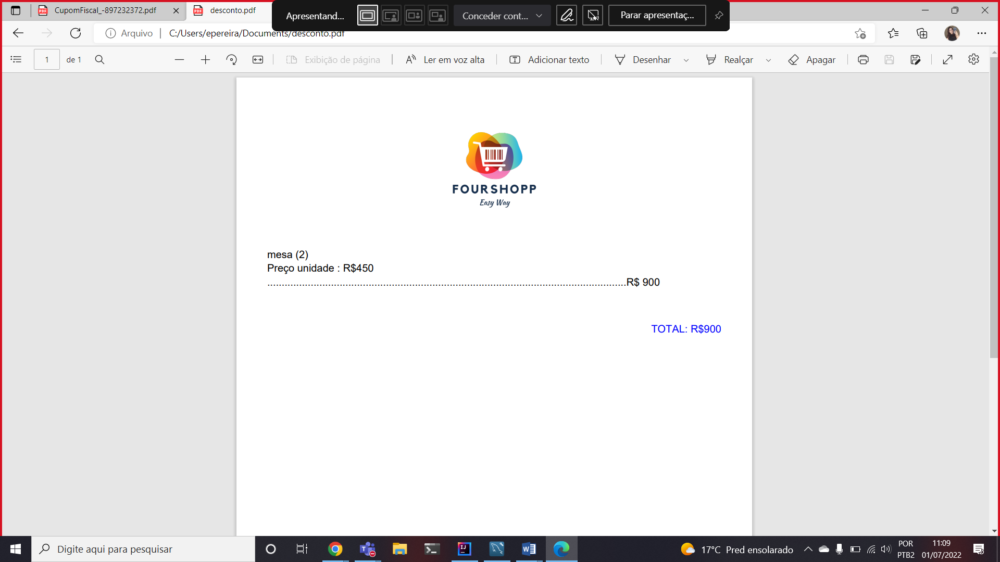 CupomFiscal_-897232372.pdf
desconto.pdf
Apresentand...
Conceder cont...
Parar apresentaç...
Arquivo
C:/Users/epereira/Documents/desconto.pdf
1 de 1
Exibição de página
Ler em voz alta
Adicionar texto
Desenhar
Realçar
Apagar
FOURSHOPP
Easy Way
mesa (2)
Preço unidade : R$450
............................................................................................................................R$ 900
TOTAL: R$900
Digite aqui para pesquisar
17°C Pred ensolarado
POR
PTB2
11:09
01/07/2022